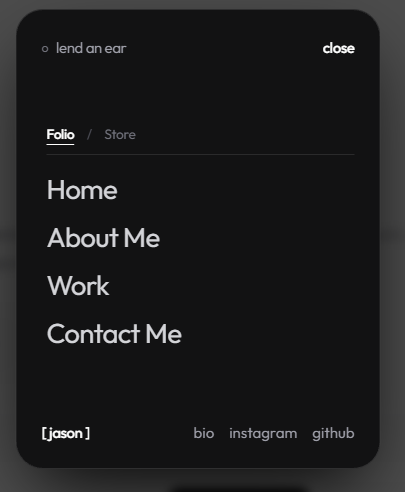 lend an ear close
Folio / Store
Home
About Me
Work
Contact Me
[ jason ] bio instagram github